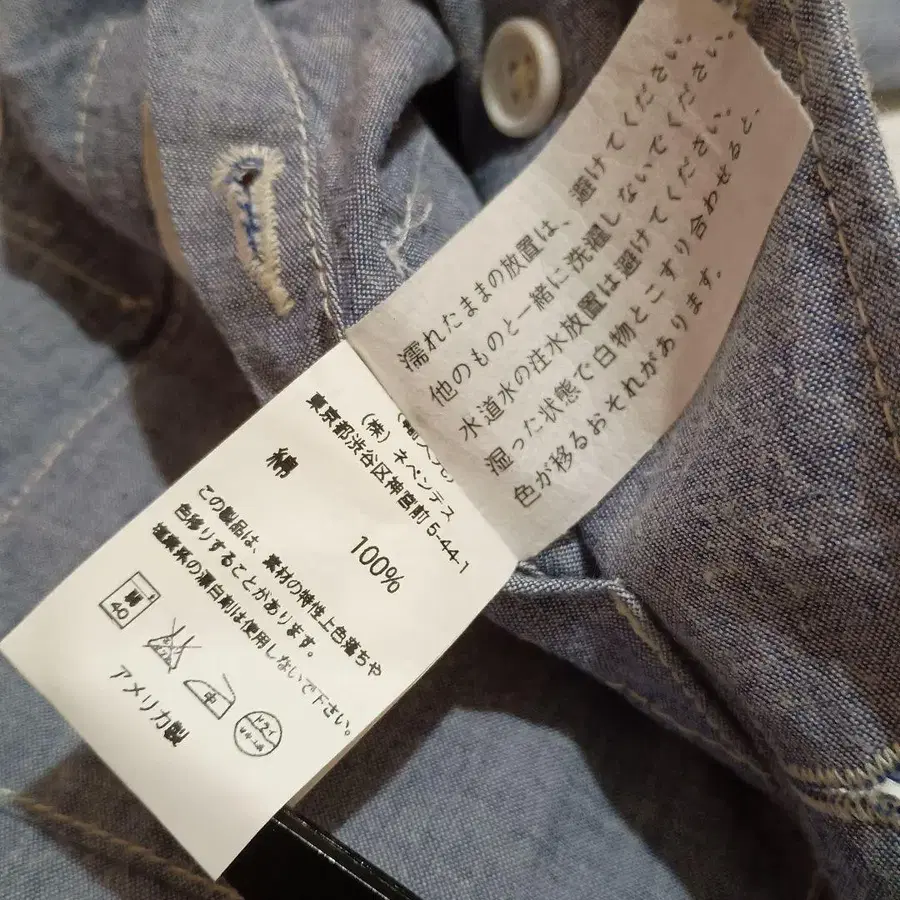 (株) ネペンテス
東京都渋谷区神宮前 5-44-1
綿 100%
この製品は、素材の特性上色落ちや
色移りすることがあります。
塩素系の漂白剤は使用しないで下さい。
40
中
ドライ
アメリカ製
濡れたままの放置は、避けてください。
他のものと一緒に洗濯しないでください。
水道水の注水放置は避けてください。
湿った状態で白物とこすり合わせると、
色が移るおそれがあります。